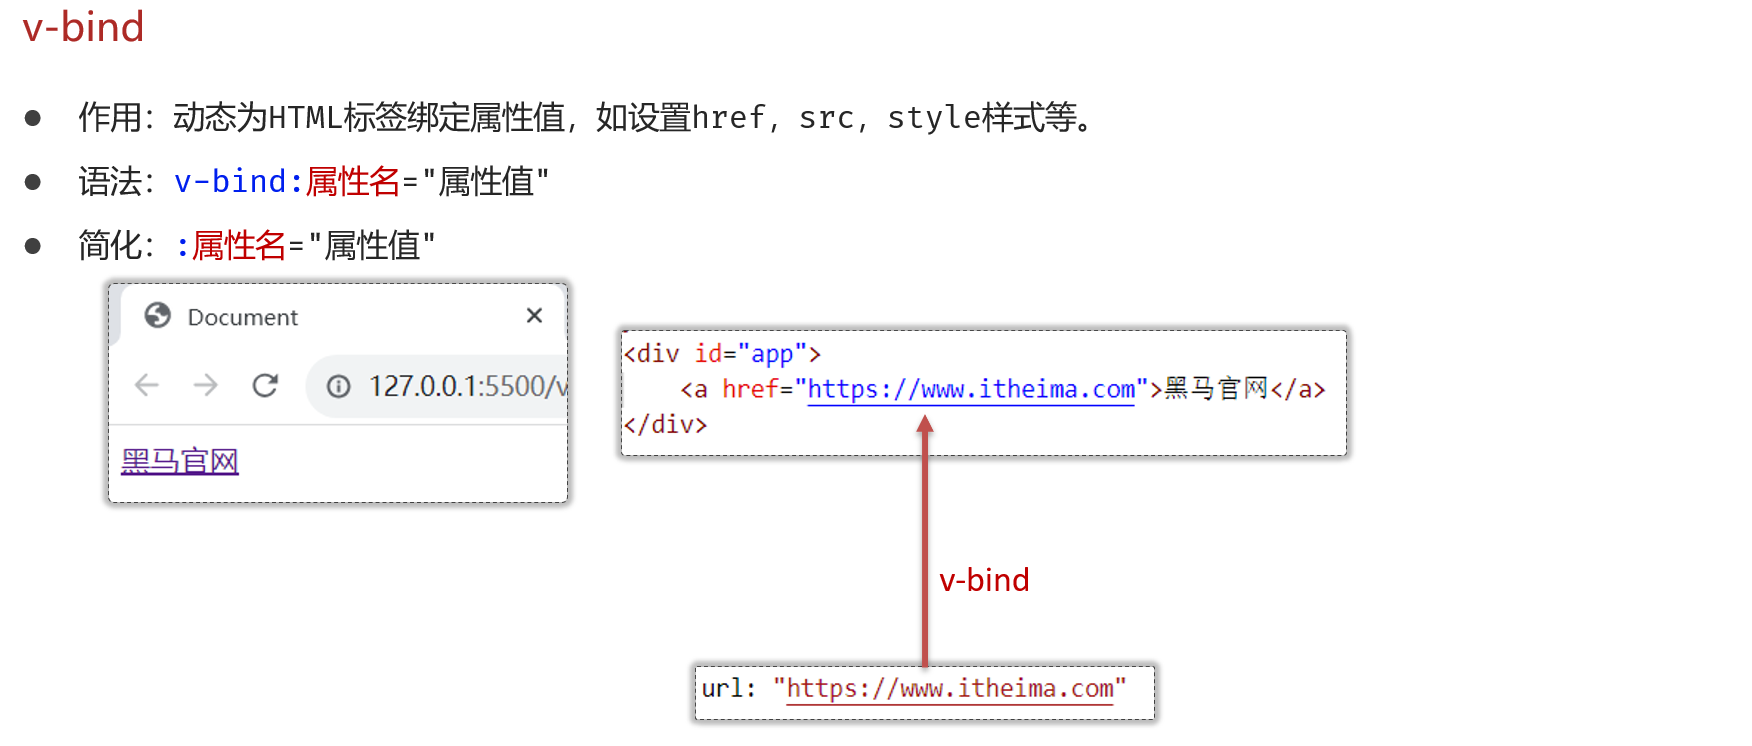 v-bind
作用：动态为HTML标签绑定属性值，如设置href，src，style样式等。
语法：v-bind:属性名="属性值"
简化：:属性名="属性值"
Document
127.0.0.1:5500/v
黑马官网
<div id="app">
<a href="https://www.itheima.com">黑马官网</a>
</div>
v-bind
url: "https://www.itheima.com"